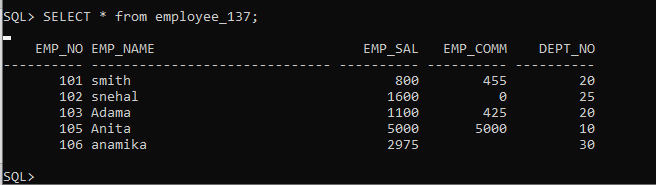 SQL> SELECT * from employee_137;
    EMP_NO EMP_NAME                          EMP_SAL   EMP_COMM    DEPT_NO
---------- ------------------------------ ---------- ---------- ----------
       101 smith                                 800        455         20
       102 snehal                               1600          0         25
       103 Adama                                1100        425         20
       105 Anita                                5000       5000         10
       106 anamika                              2975                    30
SQL>